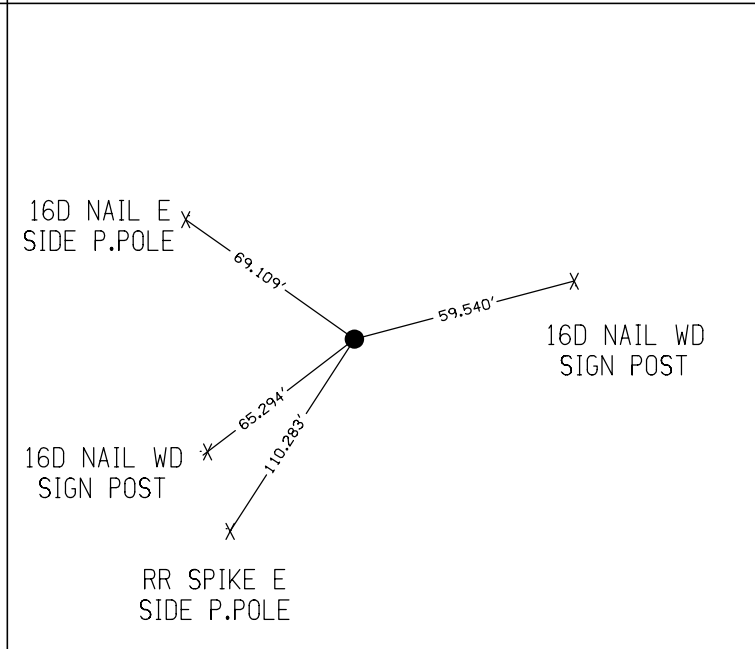 16D NAIL E
SIDE P.POLE
69.109'
59.540'
16D NAIL WD
SIGN POST
65.294'
110.283'
16D NAIL WD
SIGN POST
RR SPIKE E
SIDE P.POLE